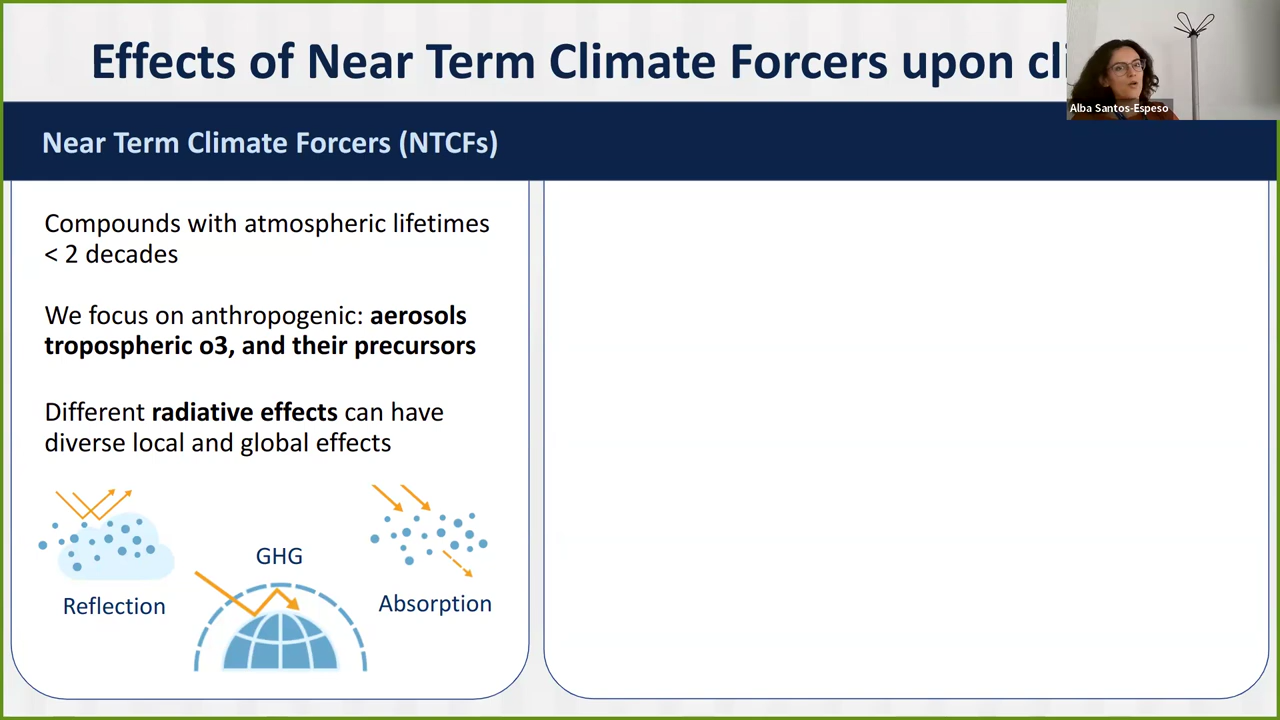 Effects of Near Term Climate Forcers upon
Alba Santos-Espeso
Near Term Climate Forcers (NTCFs)
Compounds with atmospheric lifetimes
< 2 decades
We focus on anthropogenic: aerosols
tropospheric o3, and their precursors
Different radiative effects can have
diverse local and global effects
GHG
Reflection
Absorption